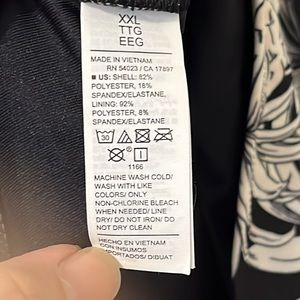 XXL
TTG
EEG
MADE IN VIETNAM
RN 54023 / CA 17897
■ US: SHELL: 82%
POLYESTER, 18%
SPANDEX/ELASTANE,
LINING: 92%
POLYESTER, 8%
SPANDEX/ELASTANE
30
1166
MACHINE WASH COLD/
WASH WITH LIKE
COLORS/ ONLY
NON-CHLORINE BLEACH
WHEN NEEDED/ LINE
DRY/ DO NOT IRON/ DO
NOT DRY CLEAN
HECHO EN VIETNAM
CON INSUMOS
IMPORTADOS/ DIBUAT